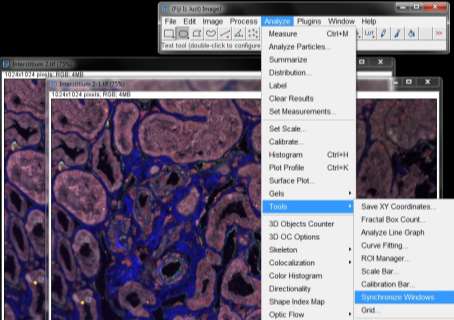 (Fiji Is Just) ImageJ
File Edit Image Process Analyze Plugins Window Help
Text tool (double-click to configure
Interstitium 2.tif (75%)
1024x1024 pixels; RGB; 4MB
Interstitium 2-1.tif (75%)
1024x1024 pixels; RGB; 4MB
Measure Ctrl+M
Analyze Particles...
Summarize
Distribution...
Label
Clear Results
Set Measurements...
Set Scale...
Calibrate...
Histogram Ctrl+H
Plot Profile Ctrl+K
Surface Plot...
Gels
Tools
3D Objects Counter
3D OC Options
Skeleton
Colocalization
Color Histogram
Directionality
Shape Index Map
Optic Flow
Save XY Coordinates...
Fractal Box Count...
Analyze Line Graph
Curve Fitting...
ROI Manager...
Scale Bar...
Calibration Bar...
Synchronize Windows
Grid...